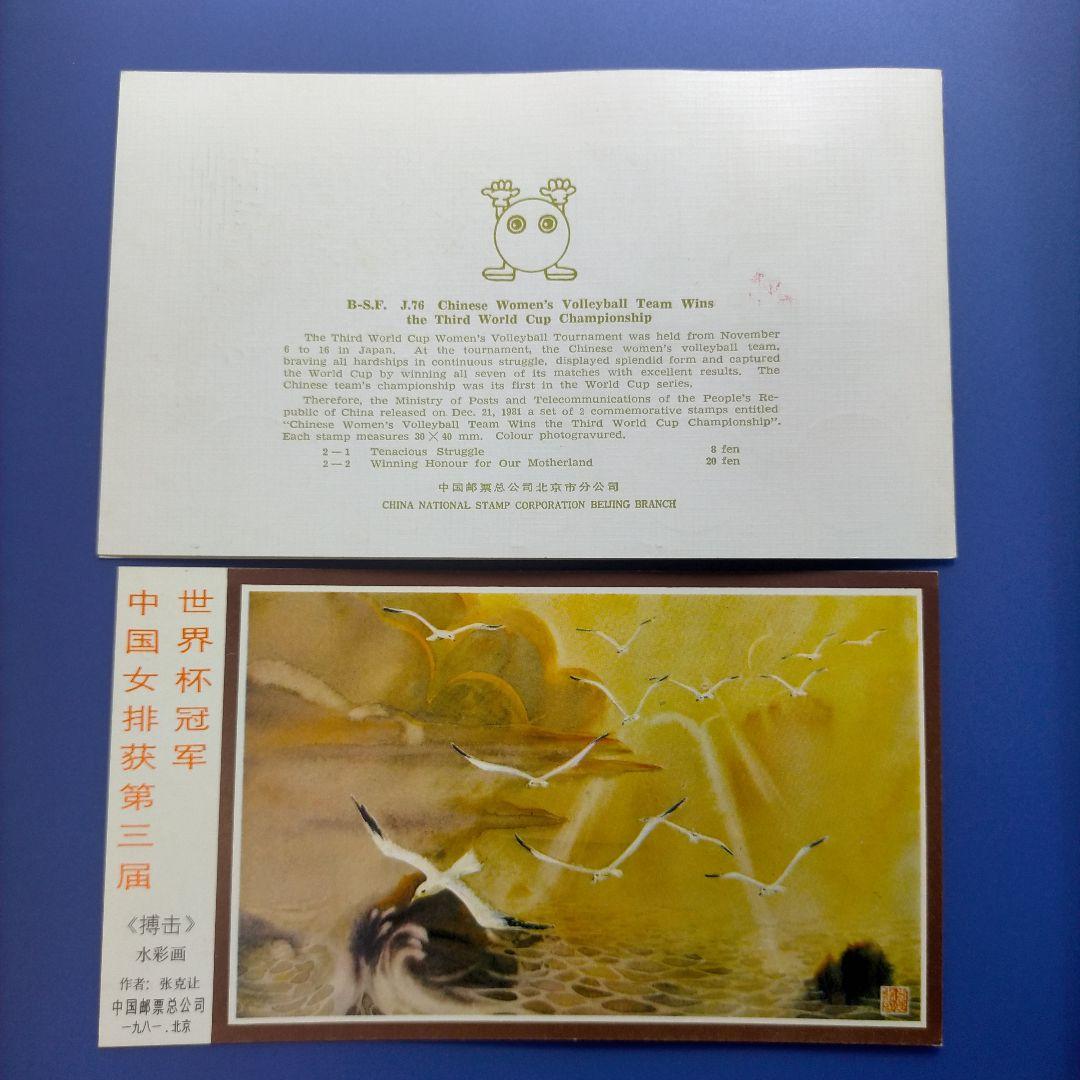 B-S.F. J.76 Chinese Women's Volleyball Team Wins
the Third World Cup Championship
The Third World Cup Women's Volleyball Tournament was held from November
6 to 16 in Japan. At the tournament, the Chinese women's volleyball team,
braving all hardships in continuous struggle, displayed splendid form and captured
the World Cup by winning all seven of its matches with excellent results. The
Chinese team's championship was its first in the World Cup series.
Therefore, the Ministry of Posts and Telecommunications of the People's Re-
public of China released on Dec. 21, 1981 a set of 2 commemorative stamps entitled
"Chinese Women's Volleyball Team Wins the Third World Cup Championship".
Each stamp measures 30×40 mm. Colour photogravured.
2—1 Tenacious Struggle 8 fen
2—2 Winning Honour for Our Motherland 20 fen
中国邮票总公司北京市分公司
CHINA NATIONAL STAMP CORPORATION BEIJING BRANCH
中国女排获第三届
世界杯冠军
《搏击》
水彩画
作者：张克让
中国邮票总公司
一九八一．北京